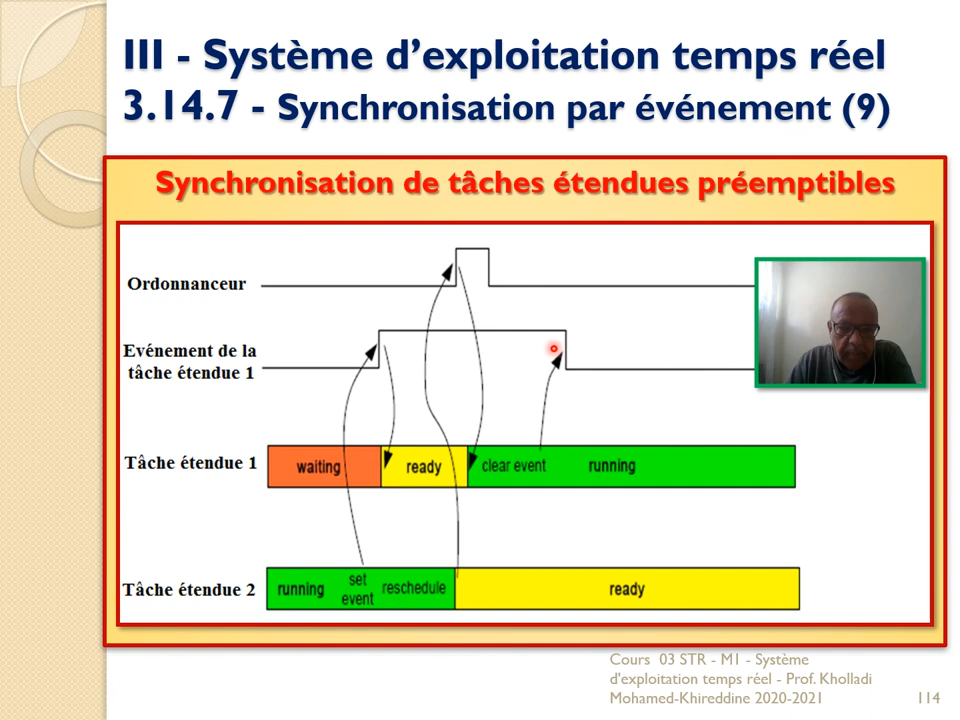 III - Système d'exploitation temps réel
3.14.7 - Synchronisation par événement (9)
Synchronisation de tâches étendues préemptibles
Ordonnanceur
Evénement de la
tâche étendue 1
Tâche étendue 1
waiting
ready
clear event
running
Tâche étendue 2
running
set
event
reschedule
ready
Cours 03 STR - M1 - Système
d'exploitation temps réel - Prof. Kholladi
Mohamed-Khireddine 2020-2021
114